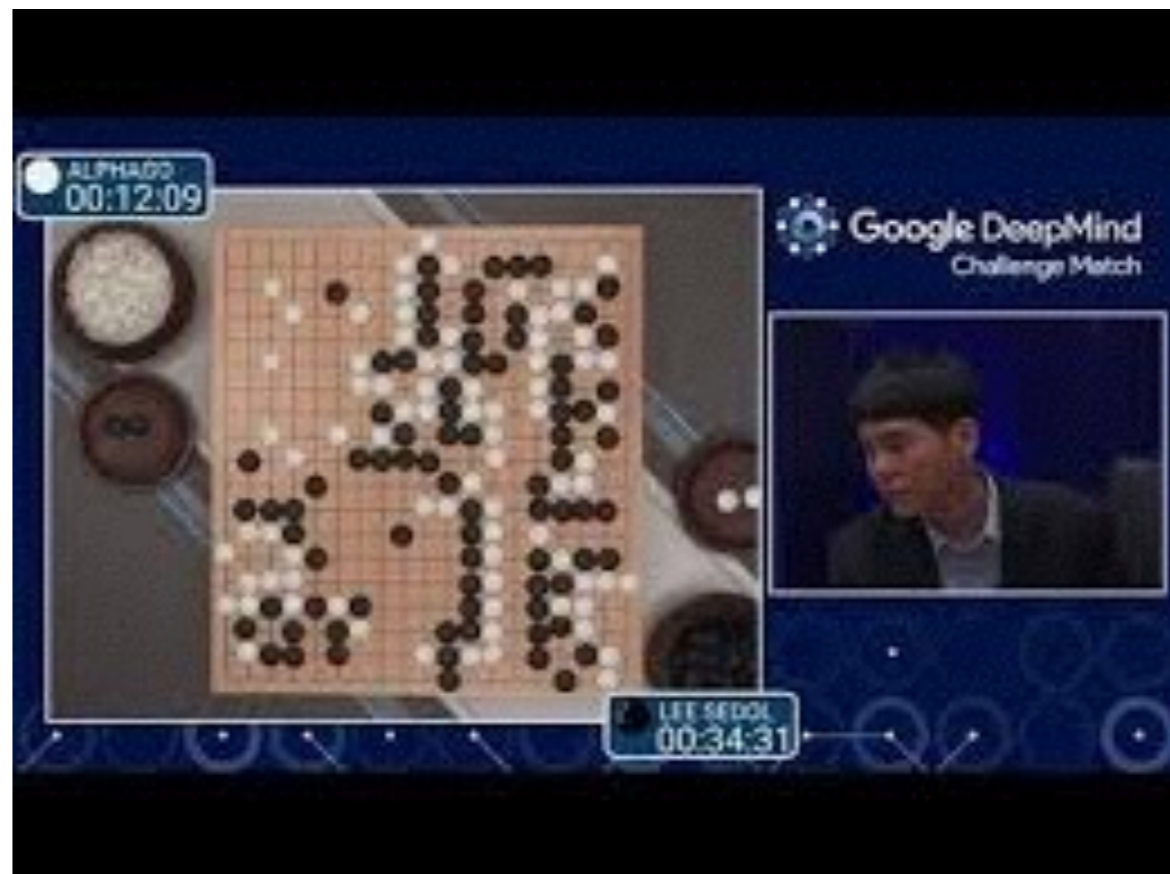 ALPHAGO
00:12:09
Google DeepMind
Challenge Match
LEE SEDOL
00:34:31